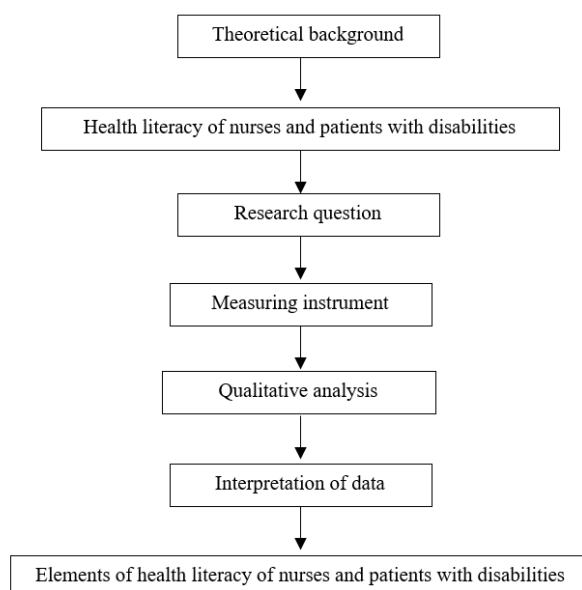 Theoretical background
Health literacy of nurses and patients with disabilities
Research question
Measuring instrument
Qualitative analysis
Interpretation of data
Elements of health literacy of nurses and patients with disabilities